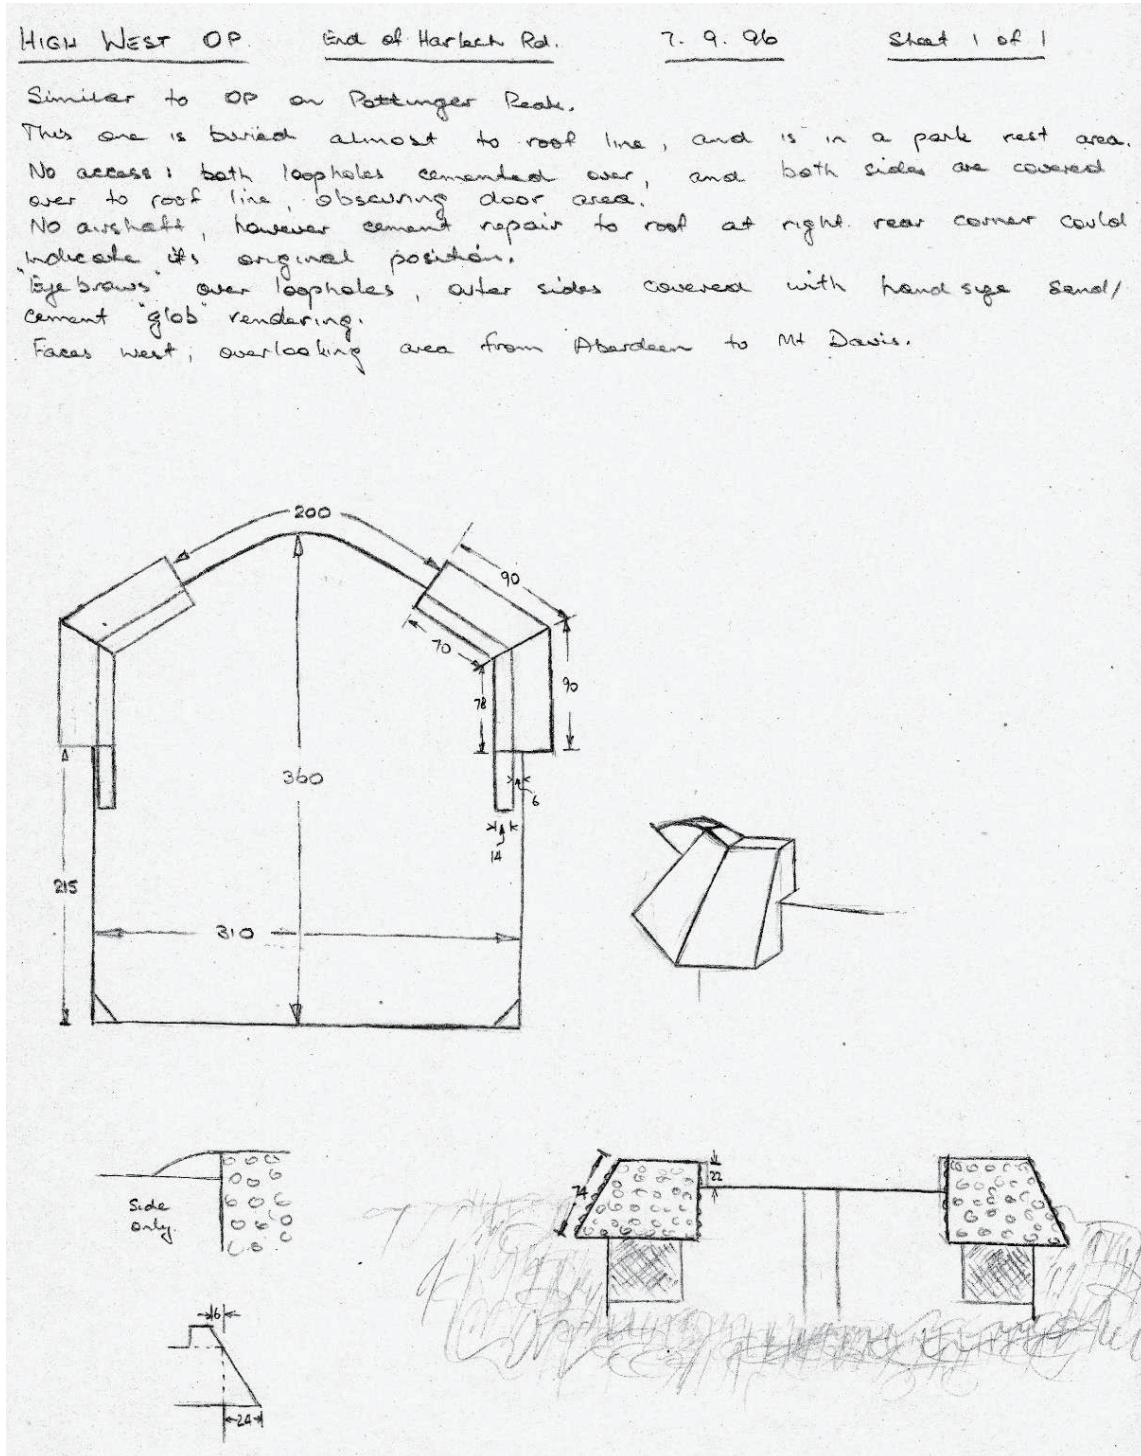 HIGH WEST OP. End of Harlech Rd. 7. 9. 96 Sheet 1 of 1
Similar to OP on Pottinger Peak.
This one is buried almost to roof line, and is in a park rest area.
No access: both loopholes cemented over, and both sides are covered
over to roof line, obscuring door area.
No airshaft, however cement repair to roof at right rear corner could
indicate its original position.
"Eyebrows" over loopholes, outer sides covered with hand size sand/
cement "glob" rendering.
Faces west, overlooking area from Aberdeen to Mt Davis.
200
90
70
90
78
360
6
14
215
310
Side
only.
74
22
6
24